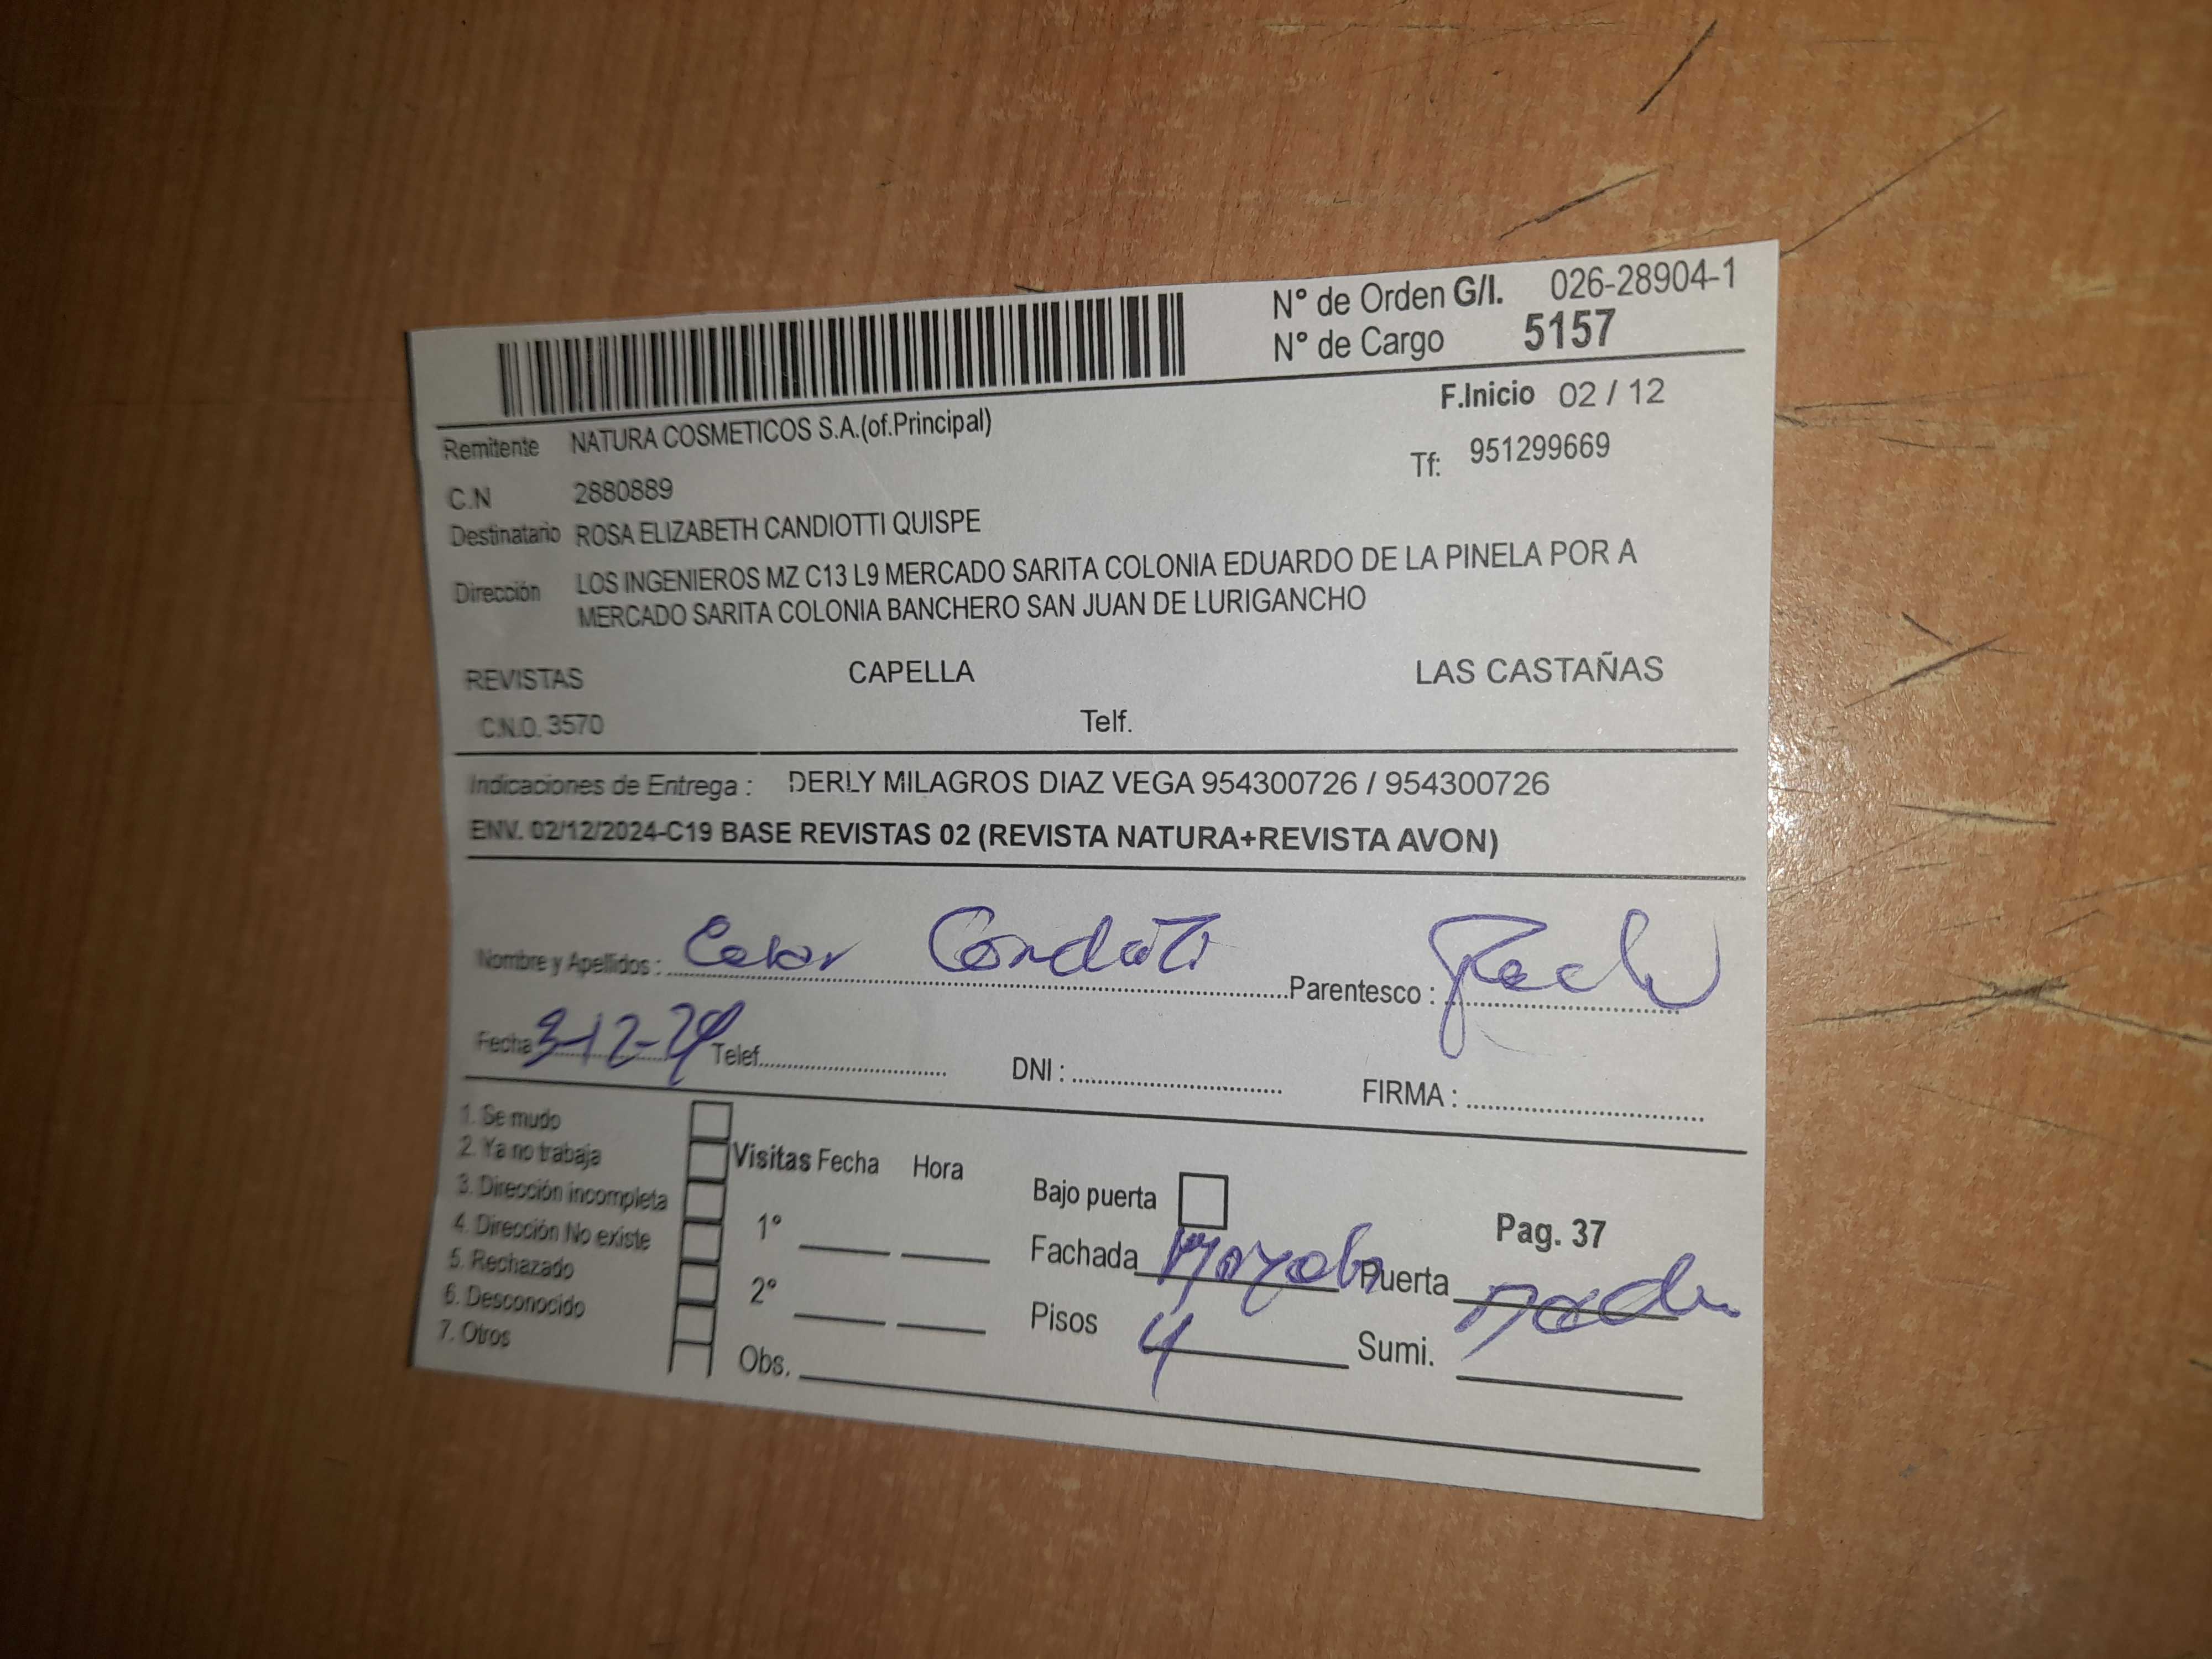 N° de Orden G/I. 026-28904-1
N° de Cargo 5157
F.Inicio 02 / 12
Remitente NATURA COSMETICOS S.A.(of.Principal)
Tf: 951299669
C.N 2880889
Destinatario ROSA ELIZABETH CANDIOTTI QUISPE
Dirección LOS INGENIEROS MZ C13 L9 MERCADO SARITA COLONIA EDUARDO DE LA PINELA POR A
MERCADO SARITA COLONIA BANCHERO SAN JUAN DE LURIGANCHO
REVISTAS CAPELLA LAS CASTAÑAS
C.N.O. 3570 Telf.
Indicaciones de Entrega : DERLY MILAGROS DIAZ VEGA 954300726 / 954300726
ENV. 02/12/2024-C19 BASE REVISTAS 02 (REVISTA NATURA+REVISTA AVON)
Nombre y Apellidos : Parentesco :
Fecha 3-12-24 Telef. DNI : FIRMA :
1. Se mudo
2. Ya no trabaja
3. Dirección incompleta
4. Dirección No existe
5. Rechazado
6. Desconocido
7. Otros
Visitas Fecha Hora
1°
2°
Obs.
Bajo puerta
Pag. 37
Fachada Puerta
Pisos 4 Sumi.